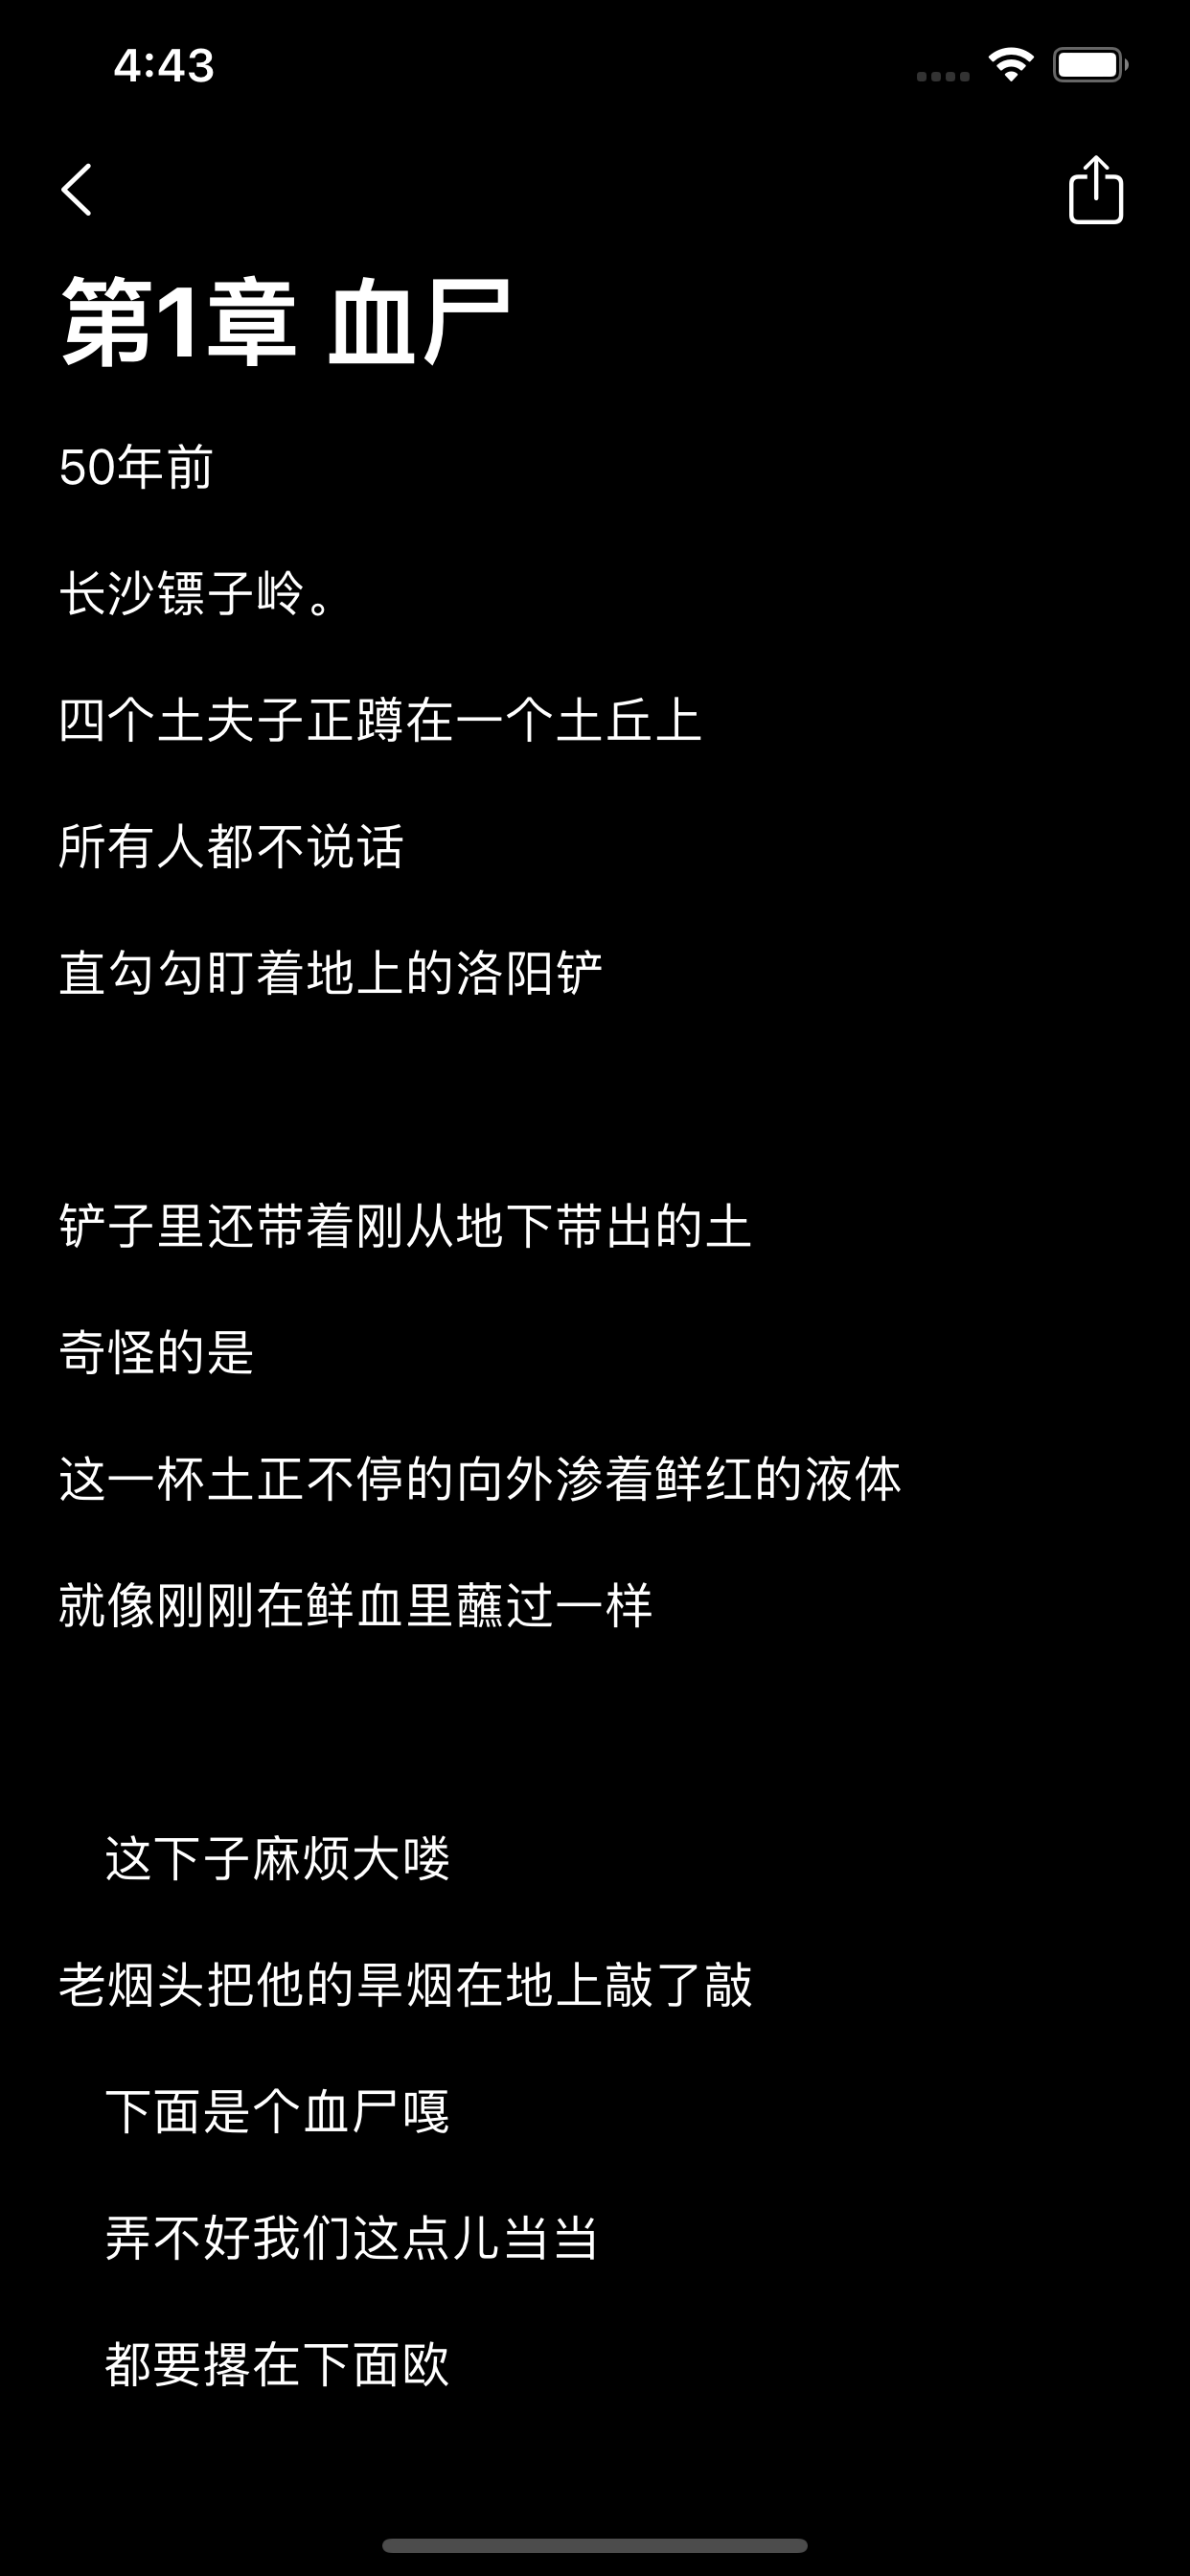 4:43
第1章 血尸
50年前
长沙镖子岭。
四个土夫子正蹲在一个土丘上
所有人都不说话
直勾勾盯着地上的洛阳铲
铲子里还带着刚从地下带出的土
奇怪的是
这一杯土正不停的向外渗着鲜红的液体
就像刚刚在鲜血里蘸过一样
这下子麻烦大喽
老烟头把他的旱烟在地上敲了敲
下面是个血尸嘎
弄不好我们这点儿当当
都要撂在下面欧